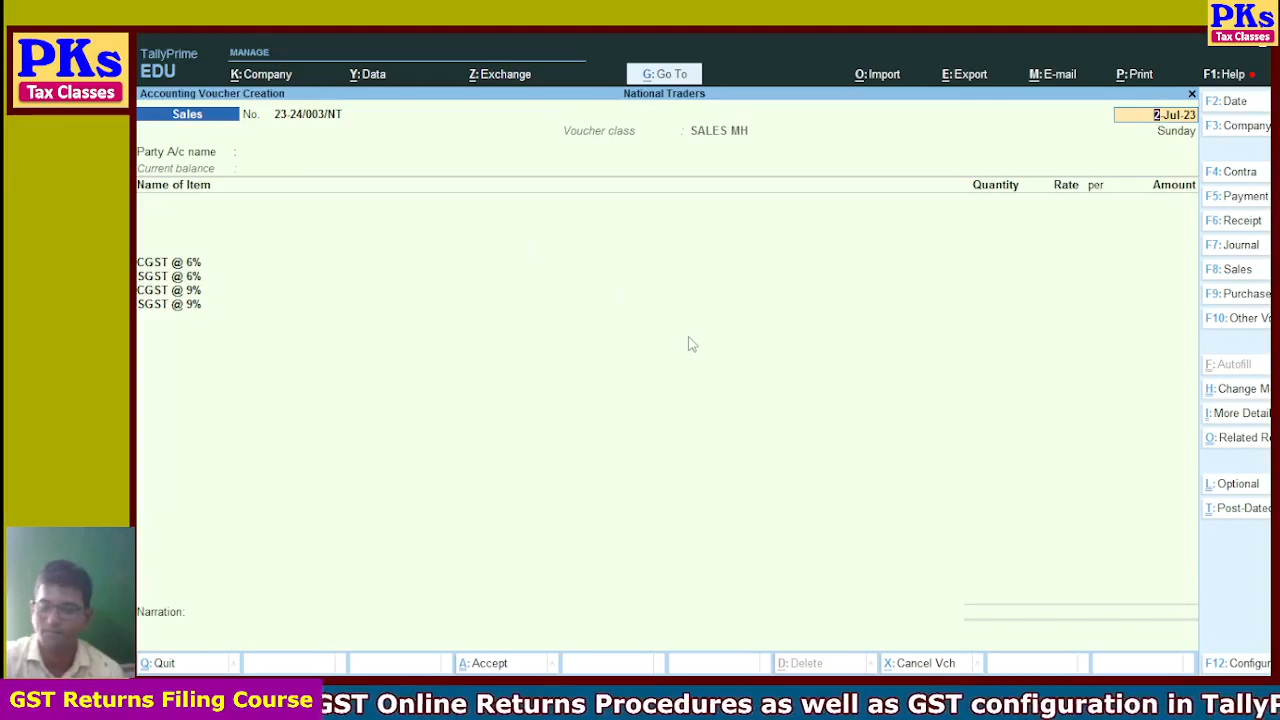 PKs
Tax Classes
PKs
Tax Classes
TallyPrime
EDU
MANAGE
K: Company
Y: Data
Z: Exchange
G: Go To
O: Import
E: Export
M: E-mail
P: Print
F1: Help
Accounting Voucher Creation
National Traders
Sales
No.
23-24/003/NT
2-Jul-23
Voucher class : SALES MH
Sunday
Party A/c name :
Current balance :
Name of Item
Quantity
Rate per
Amount
CGST @ 6%
SGST @ 6%
CGST @ 9%
SGST @ 9%
Narration:
F2: Date
F3: Company
F4: Contra
F5: Payment
F6: Receipt
F7: Journal
F8: Sales
F9: Purchase
F10: Other Vo
F: Autofill
H: Change M
I: More Detail
O: Related Re
L: Optional
T: Post-Dated
Q: Quit
A: Accept
D: Delete
X: Cancel Vch
F12: Configur
GST Returns Filing Course
GST Online Returns Procedures as well as GST configuration in TallyP